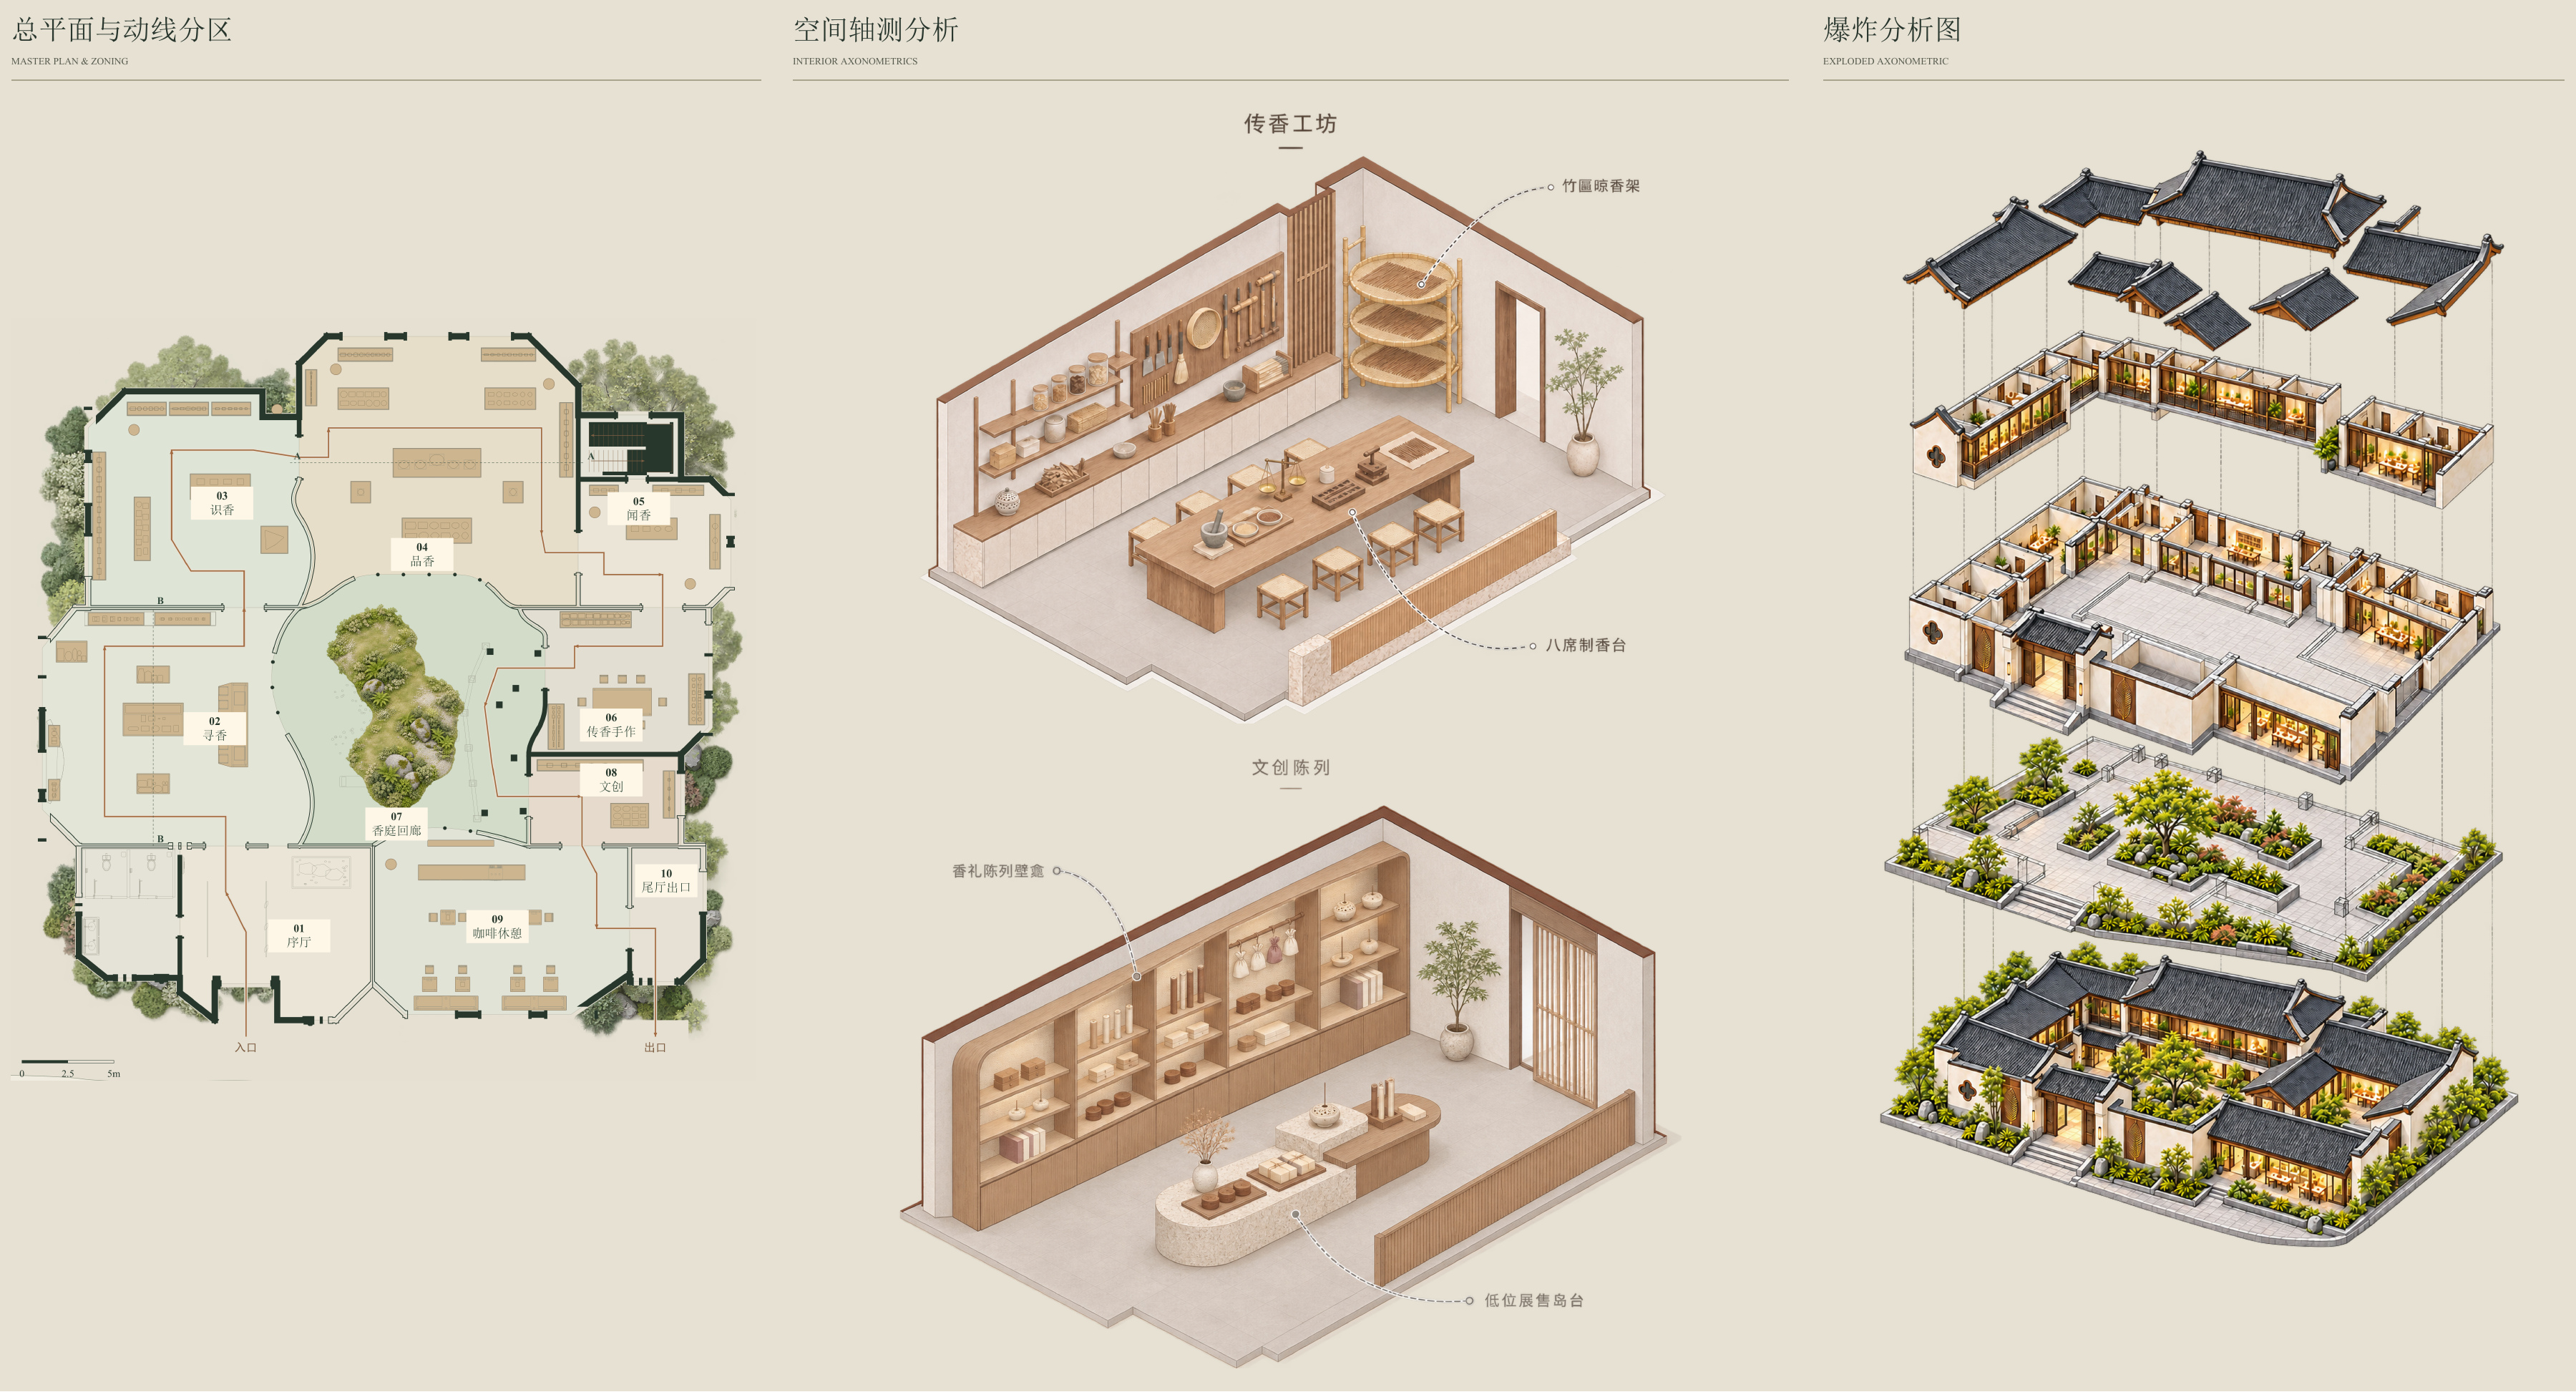 总平面与动线分区
MASTER PLAN & ZONING
03
识香
A
A
04
品香
05
闻香
B
02
寻香
06
传香手作
08
文创
07
香庭回廊
B
01
序厅
09
咖啡休憩
10
尾厅出口
入口
出口
0 2.5 5m
空间轴测分析
INTERIOR AXONOMETRICS
传香工坊
竹匾晾香架
八席制香台
文创陈列
香礼陈列壁龛
低位展售岛台
爆炸分析图
EXPLODED AXONOMETRIC